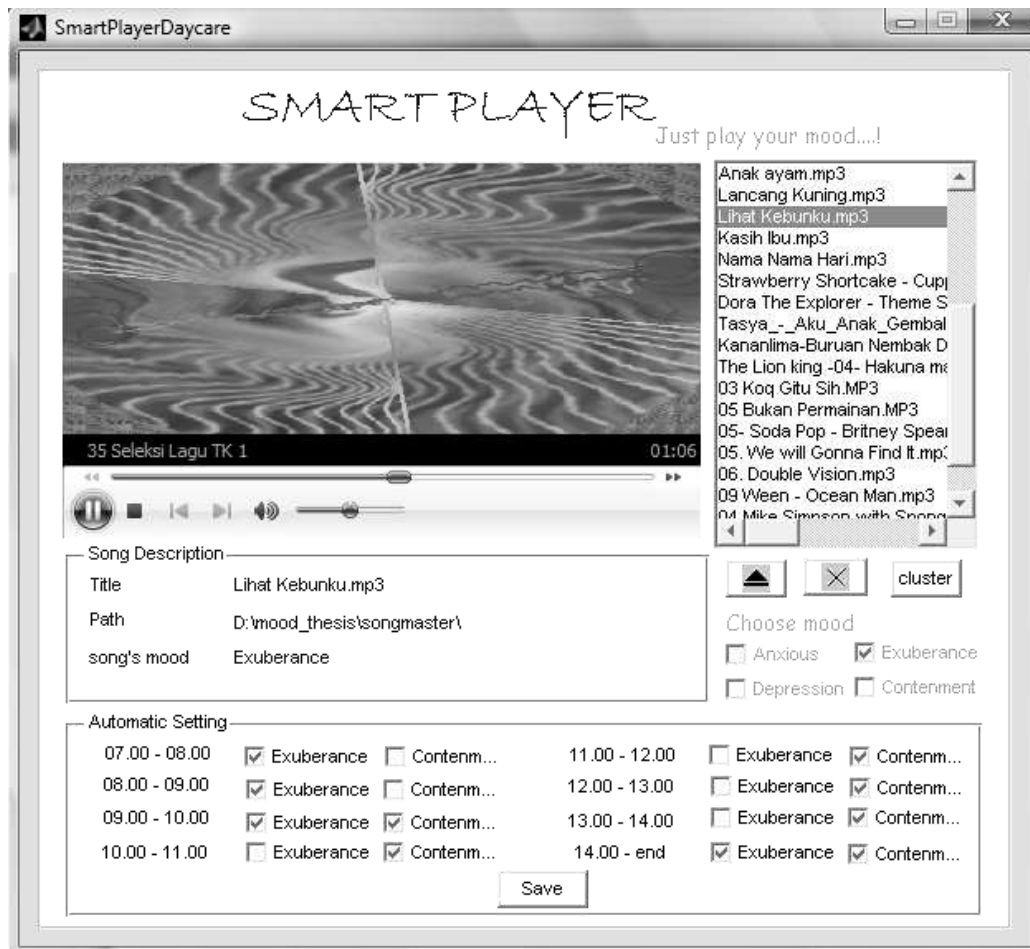 SmartPlayerDaycare
SMART PLAYER
Just play your mood....!
Anak ayam.mp3
Lancang Kuning.mp3
Lihat Kebunku.mp3
Kasih Ibu.mp3
Nama Nama Hari.mp3
Strawberry Shortcake - Cupp
Dora The Explorer - Theme S
Tasya_-_Aku_Anak_Gembal
Kananlima-Buruan Nembak D
The Lion king -04- Hakuna ma
03 Koq Gitu Sih.MP3
05 Bukan Permainan.MP3
05- Soda Pop - Britney Spear
05. We will Gonna Find It.mp3
06. Double Vision.mp3
09 Ween - Ocean Man.mp3
04 Mike Simpson with Spong
35 Seleksi Lagu TK 1 01:06
Song Description
Title Lihat Kebunku.mp3
Path D:\mood_thesis\songmaster\
song's mood Exuberance
cluster
Choose mood
Anxious Exuberance
Depression Contenment
Automatic Setting
07.00 - 08.00 Exuberance Contenm... 11.00 - 12.00 Exuberance Contenm...
08.00 - 09.00 Exuberance Contenm... 12.00 - 13.00 Exuberance Contenm...
09.00 - 10.00 Exuberance Contenm... 13.00 - 14.00 Exuberance Contenm...
10.00 - 11.00 Exuberance Contenm... 14.00 - end Exuberance Contenm...
Save